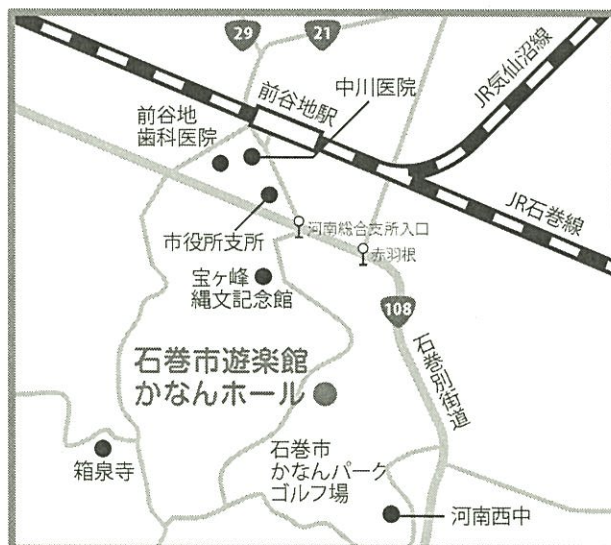 29
21
中川医院
前谷地駅
JR気仙沼線
前谷地
歯科医院
JR石巻線
市役所支所
河南総合支所入口
赤羽根
宝ヶ峰
縄文記念館
108
石巻別街道
石巻市遊楽館
かなんホール
石巻市
かなんパーク
ゴルフ場
箱泉寺
河南西中